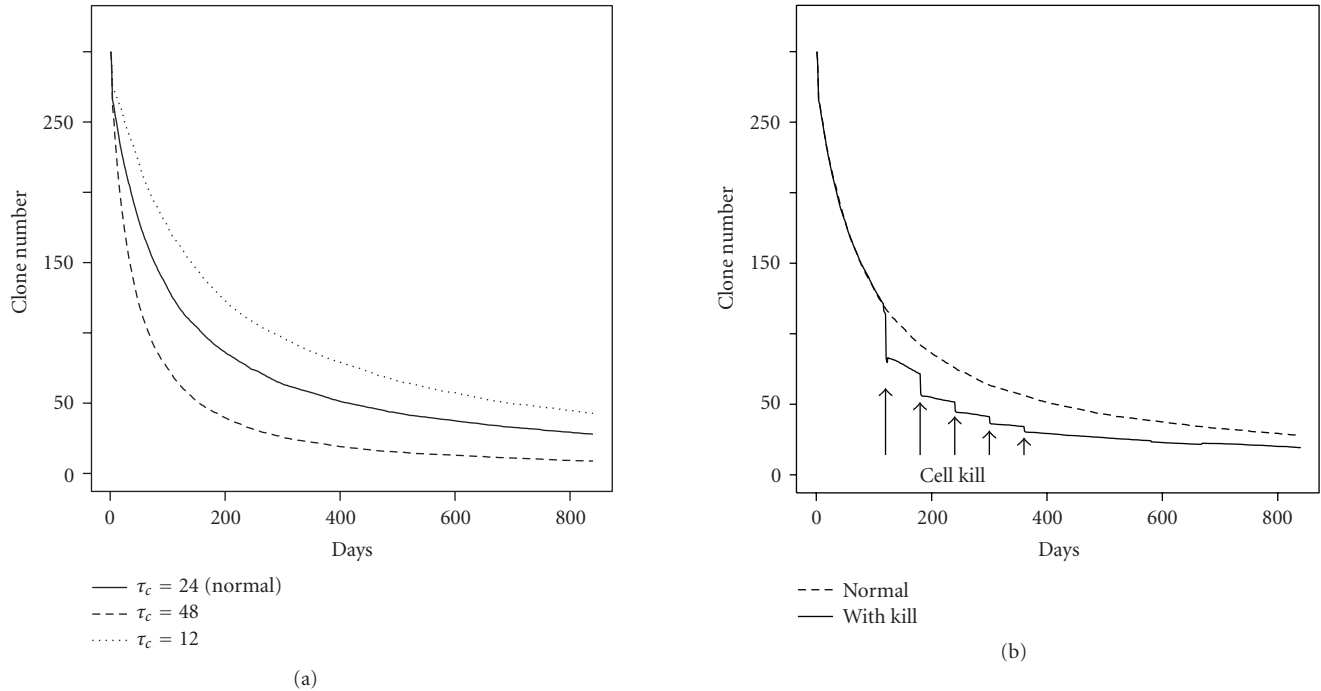 Clone number
250
150
50
0
0
200
400
600
800
Days
τc = 24 (normal)
τc = 48
τc = 12
(a)
Clone number
250
150
50
0
Cell kill
0
200
400
600
800
Days
Normal
With kill
(b)